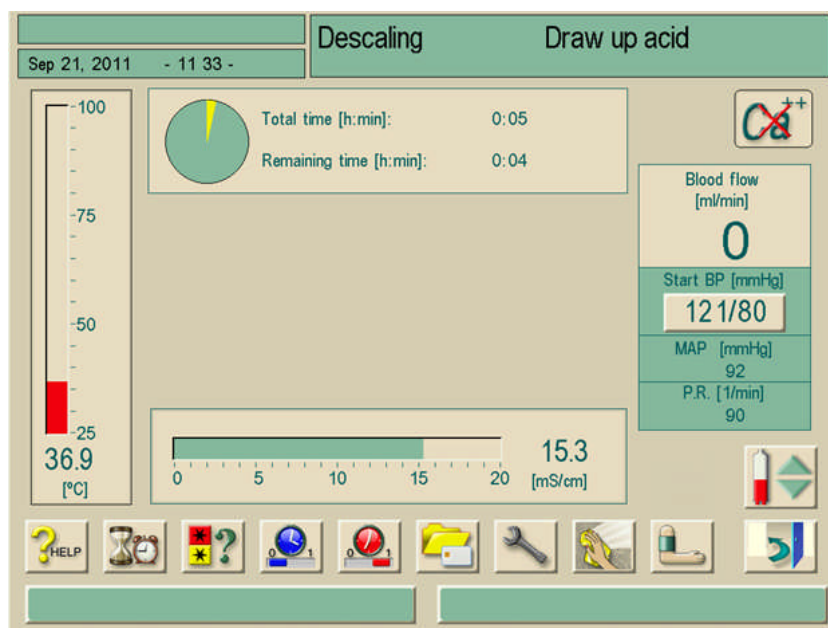 Descaling Draw up acid
Sep 21, 2011 - 11 33 -
100
75
50
25
36.9
[ºC]
Total time [h:min]: 0:05
Remaining time [h:min]: 0:04
Ca++
Blood flow
[ml/min]
0
Start BP [mmHg]
121/80
MAP [mmHg]
92
P.R. [1/min]
90
15.3
0 5 10 15 20 [mS/cm]
?HELP
?
0 1
0 1